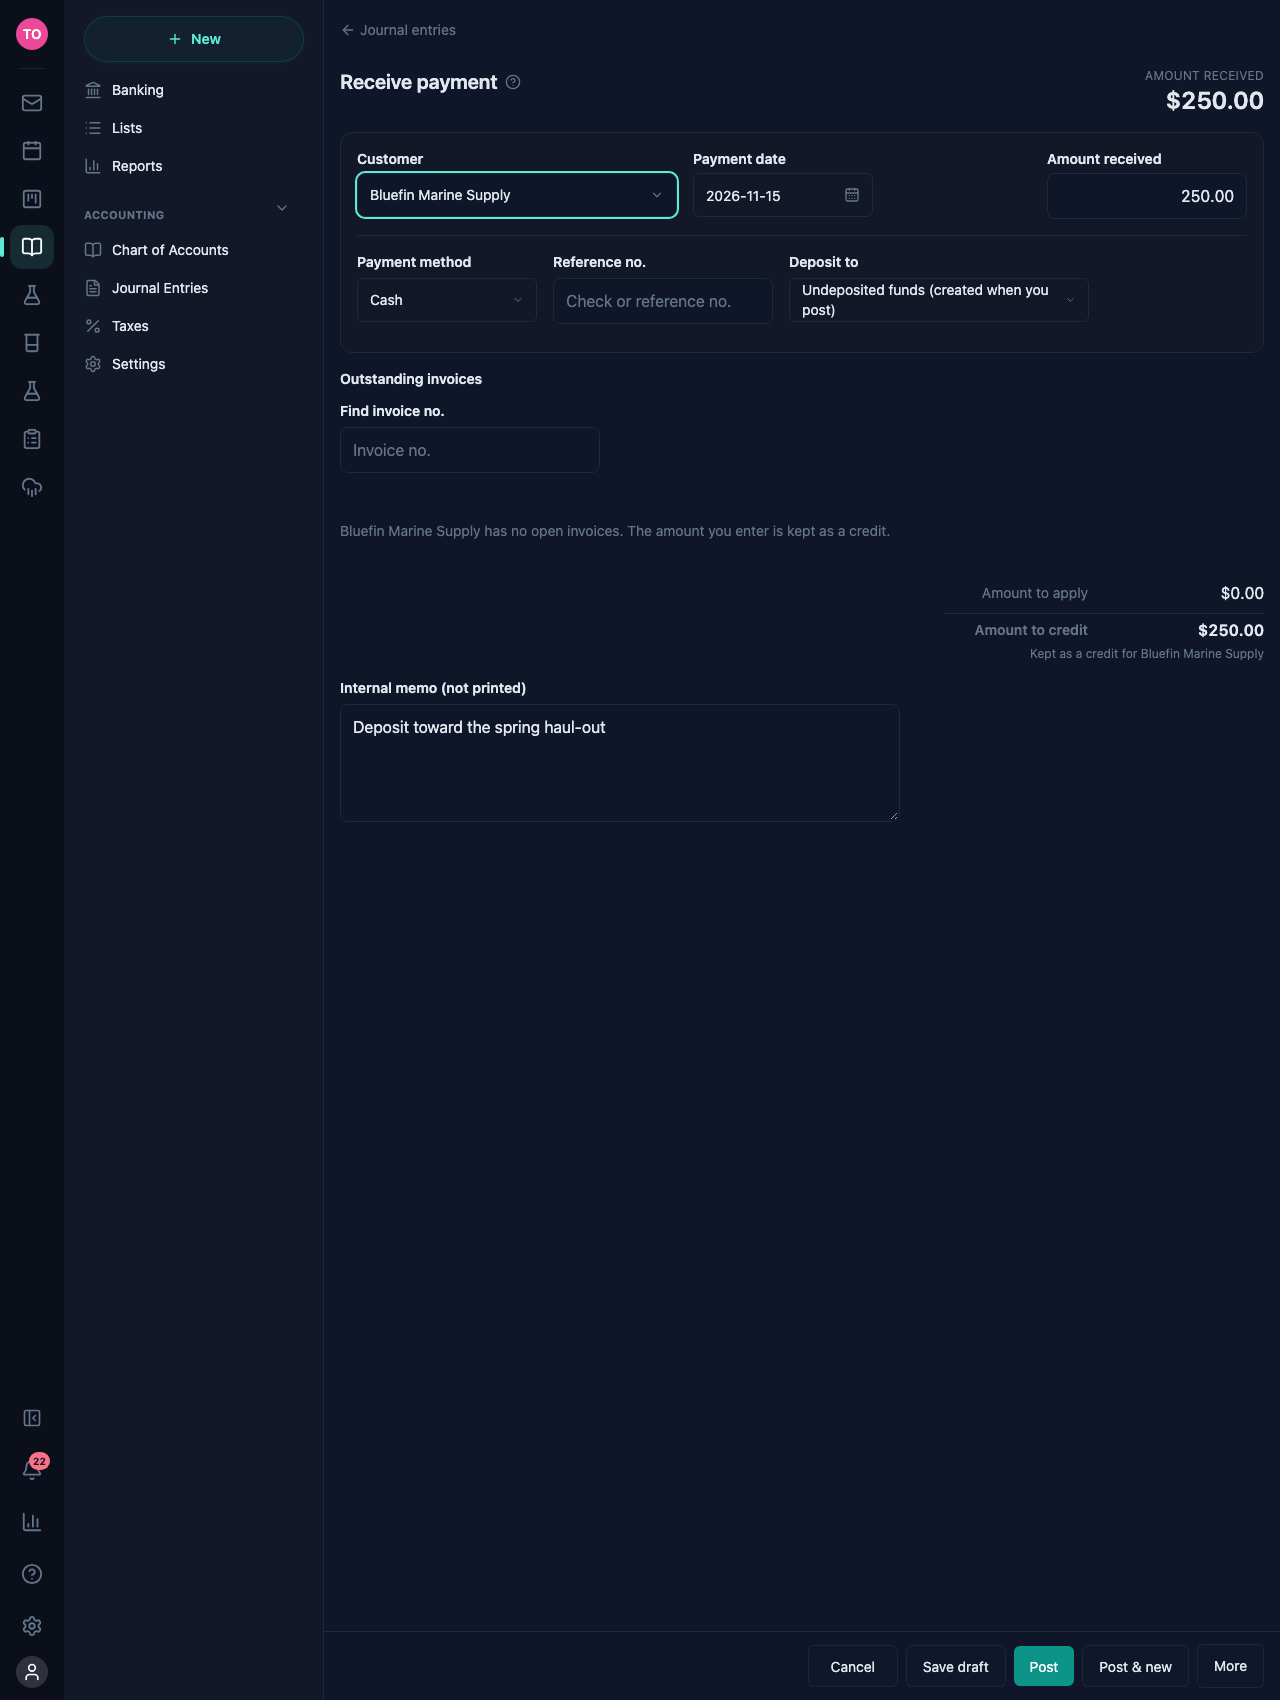 TO
New
Banking
Lists
Reports
ACCOUNTING
Chart of Accounts
Journal Entries
Taxes
Settings
22
Journal entries
Receive payment
AMOUNT RECEIVED
$250.00
Customer
Bluefin Marine Supply
Payment date
2026-11-15
Amount received
250.00
Payment method
Cash
Reference no.
Check or reference no.
Deposit to
Undeposited funds (created when you
post)
Outstanding invoices
Find invoice no.
Invoice no.
Bluefin Marine Supply has no open invoices. The amount you enter is kept as a credit.
Amount to apply $0.00
Amount to credit $250.00
Kept as a credit for Bluefin Marine Supply
Internal memo (not printed)
Deposit toward the spring haul-out
Cancel
Save draft
Post
Post & new
More